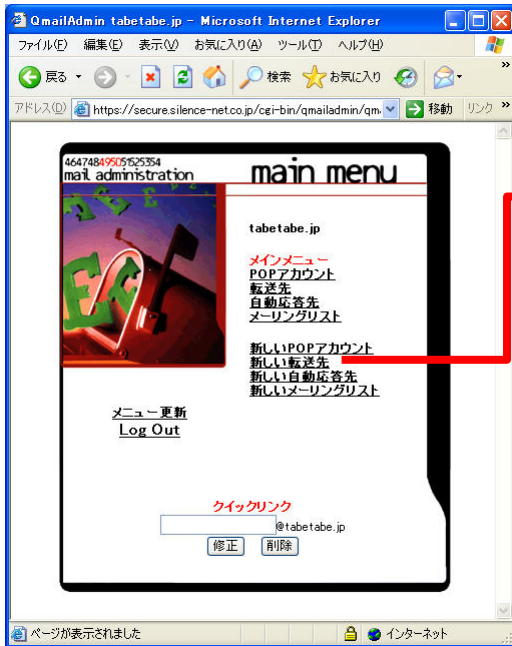 QmailAdmin tabetabe.jp - Microsoft Internet Explorer
ファイル(F) 編集(E) 表示(V) お気に入り(A) ツール(T) ヘルプ(H)
戻る 検索 お気に入り
アドレス(D) https://secure.silence-net.co.jp/cgi-bin/qmailadmin/qm 移動 リンク
464748495051525354
mail administration
main menu
tabetabe.jp
メインメニュー
POPアカウント
転送先
自動応答先
メーリングリスト
新しいPOPアカウント
新しい転送先
新しい自動応答先
新しいメーリングリスト
メニュー更新
Log Out
クイックリンク
@tabetabe.jp
修正 削除
ページが表示されました インターネット